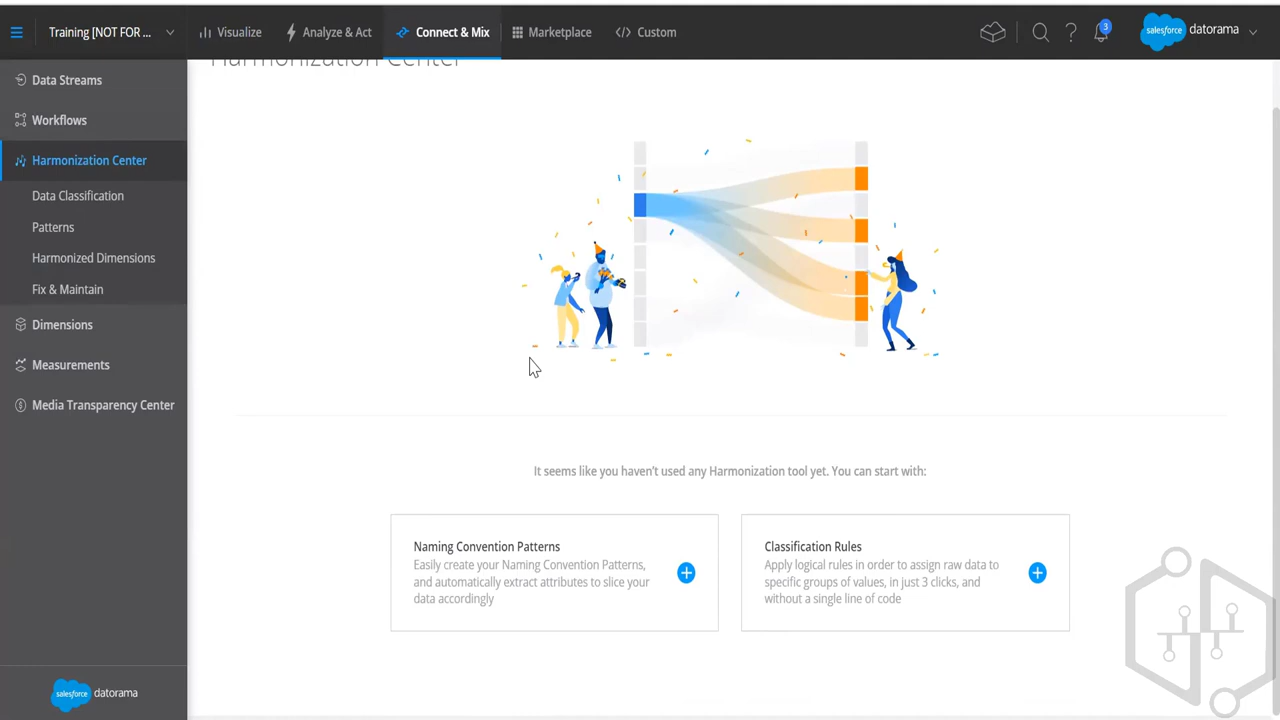 Training [NOT FOR ...
Visualize
Analyze & Act
Connect & Mix
Marketplace
Custom
3
salesforce datorama
Data Streams
Workflows
Harmonization Center
Data Classification
Patterns
Harmonized Dimensions
Fix & Maintain
Dimensions
Measurements
Media Transparency Center
Harmonization Center
It seems like you haven't used any Harmonization tool yet. You can start with:
Naming Convention Patterns
Easily create your Naming Convention Patterns,
and automatically extract attributes to slice your
data accordingly
Classification Rules
Apply logical rules in order to assign raw data to
specific groups of values, in just 3 clicks, and
without a single line of code
salesforce datorama